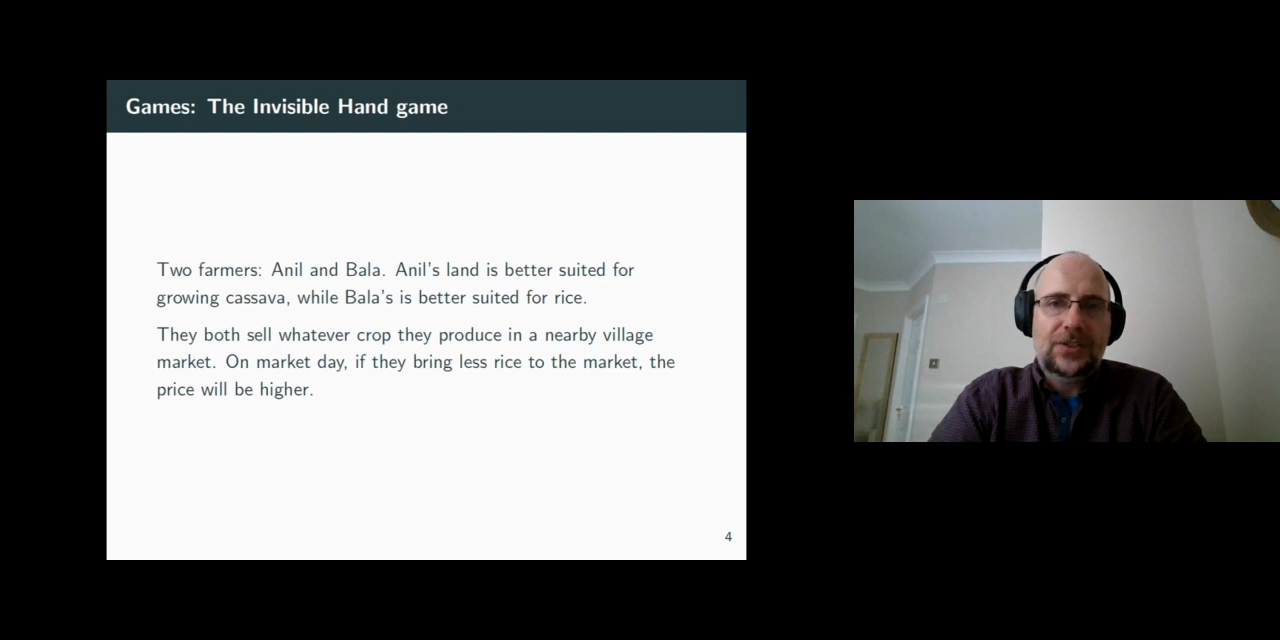 Games: The Invisible Hand game
Two farmers: Anil and Bala. Anil's land is better suited for
growing cassava, while Bala's is better suited for rice.
They both sell whatever crop they produce in a nearby village
market. On market day, if they bring less rice to the market, the
price will be higher.
4